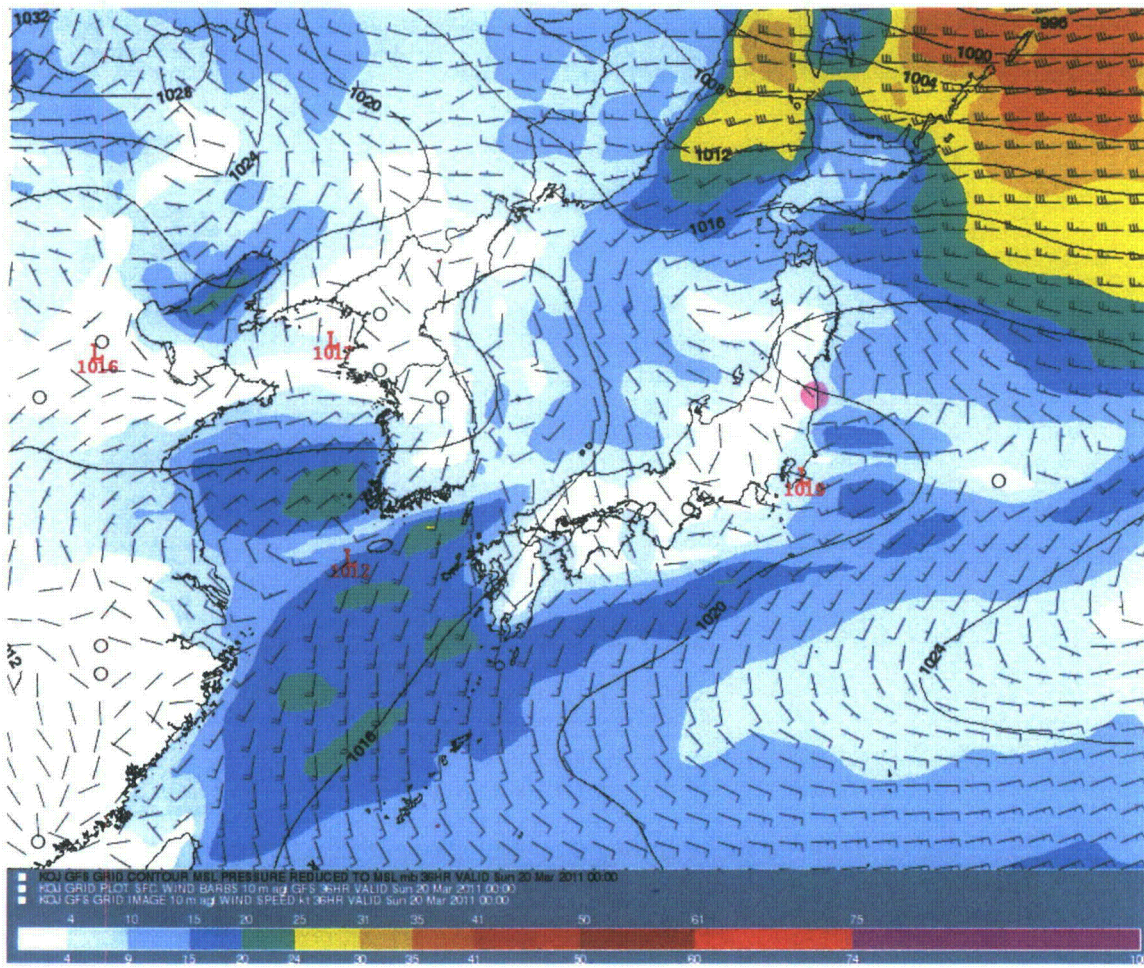 1032
996
1000
1028
1020
1008
1004
1012
1024
1016
L
1016
L
L
1012
1020
1024
1016
KOJ GFS GRID CONTOUR MSL PRESSURE REDUCED TO MSL mb 36HR VALID Sun 20 Mar 2011 00:00
KOJ GRID PLOT SFC WIND BARBS 10 m agl GFS 36HR VALID Sun 20 Mar 2011 00:00
KOJ GFS GRID IMAGE 10 m agl WIND SPEED kt 36HR VALID Sun 20 Mar 2011 00:00
4 10 15 20 25 31 35 41 50 61 75
4 9 15 20 24 30 35 41 50 60 74